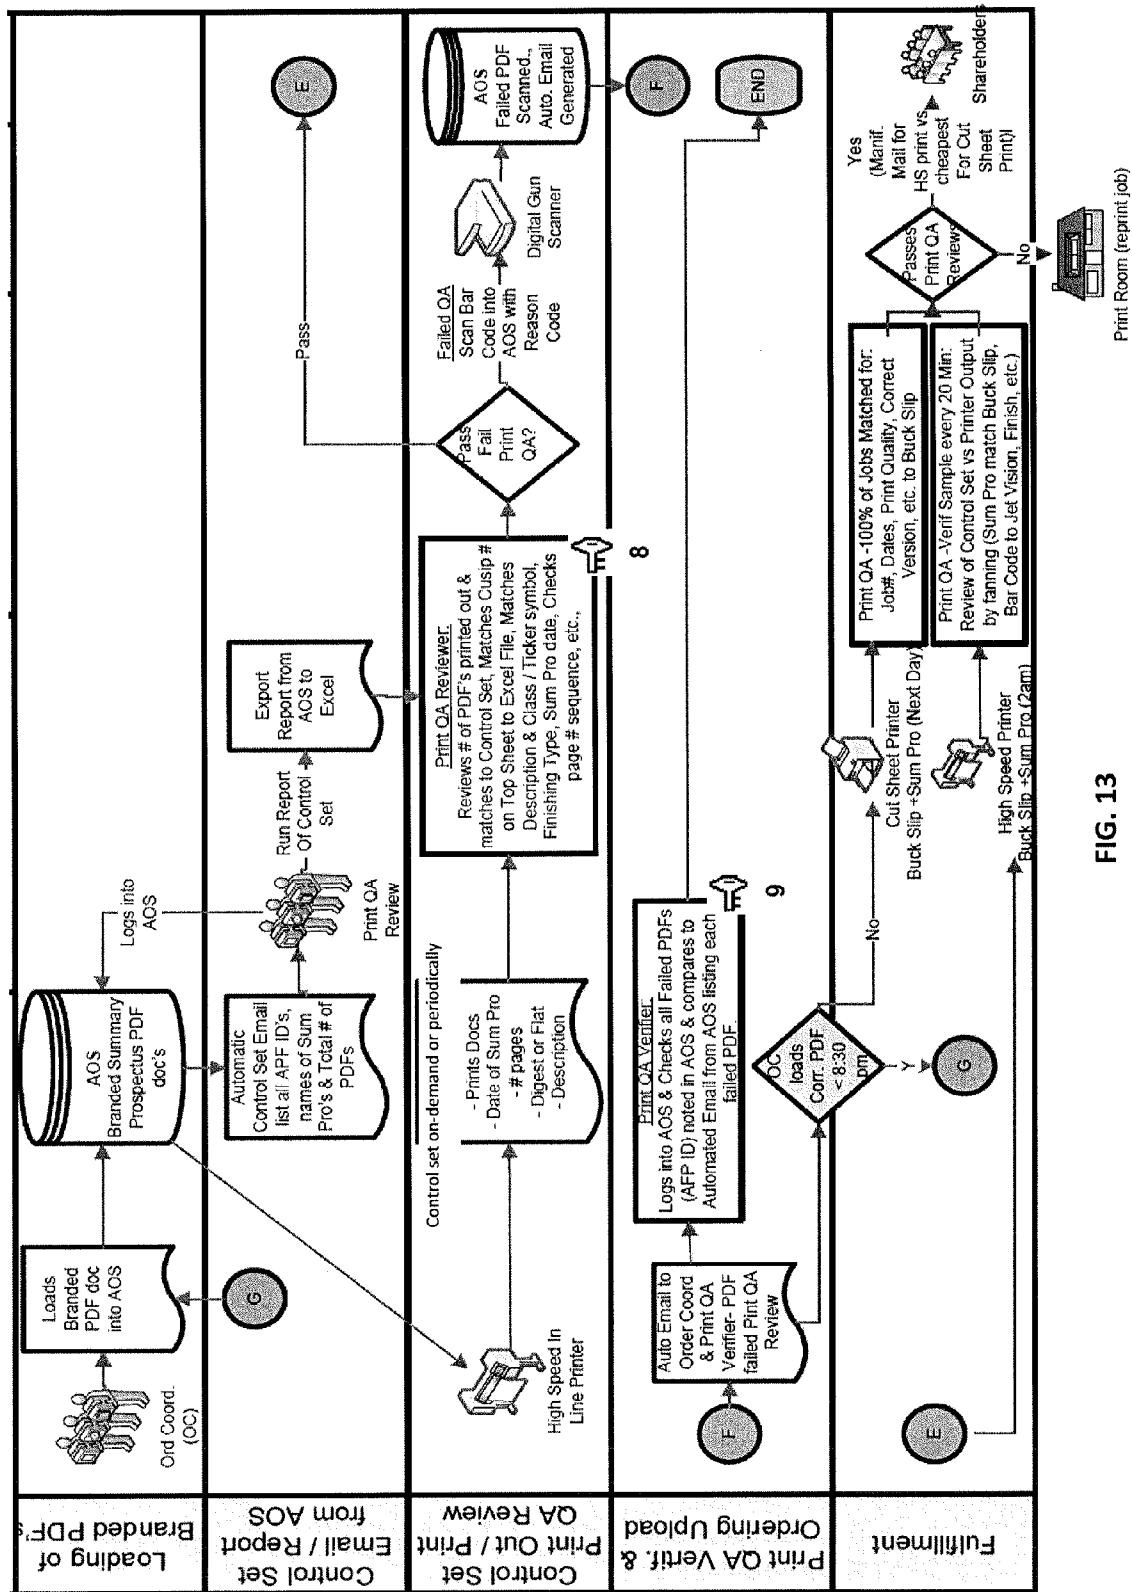 Loading of
Branded PDF's
Ord Coord.
(OC)
Loads
Branded
PDF doc
into AOS
AOS
Branded Summary
Prospectus PDF
doc's
Logs into
AOS
Control Set
Email / Report
from AOS
G
Automatic
Control Set Email
list all APF ID's,
names of Sum
Pro's & Total # of
PDFs
Print QA
Review
Run Report
Of Control
Set
Export
Report from
AOS to
Excel
Pass
E
Control Set
Print Out / Print
QA Review
High Speed In
Line Printer
Control set on-demand or periodically
- Prints Docs
- Date of Sum Pro
- # pages
- Digest or Flat
- Description
Print QA Reviewer:
Reviews # of PDF's printed out &
matches to Control Set, Matches Cusip #
on Top Sheet to Excel File, Matches
Description & Class / Ticker symbol,
Finishing Type, Sum Pro date, Checks
page # sequence, etc.,
8
Pass
Fail
Print
QA?
Failed QA
Scan Bar
Code into
AOS with
Reason
Code
Digital Gun
Scanner
AOS
Failed PDF
Scanned.,
Auto. Email
Generated
Print QA Vertif. &
Ordering Upload
F
Auto Email to
Order Coord
& Print QA
Verifier- PDF
failed Pint QA
Review
Print QA Verifier:
Logs into AOS & Checks all Failed PDFs
(AFP ID) noted in AOS & compares to
Automated Email from AOS listing each
failed PDF.
9
OC
loads
Corr. PDF
< 8:30
pm
F
END
Fulfillment
E
Y
G
No
Cut Sheet Printer
Buck Slip +Sum Pro (Next Day)
High Speed Printer
Buck Slip +Sum Pro (2am)
Print QA -100% of Jobs Matched for:
Job#, Dates, Print Quality, Correct
Version, etc. to Buck Slip
Print QA -Verif Sample every 20 Min:
Review of Control Set vs Printer Output
by fanning (Sum Pro match Buck Slip,
Bar Code to Jet Vision, Finish, etc.)
Passes
Print QA
Reviews
Yes
(Manif.
Mail for
HS print vs
cheapest
For Cut
Sheet
Print)!
Shareholders
No
Print Room (reprint job)
FIG. 13